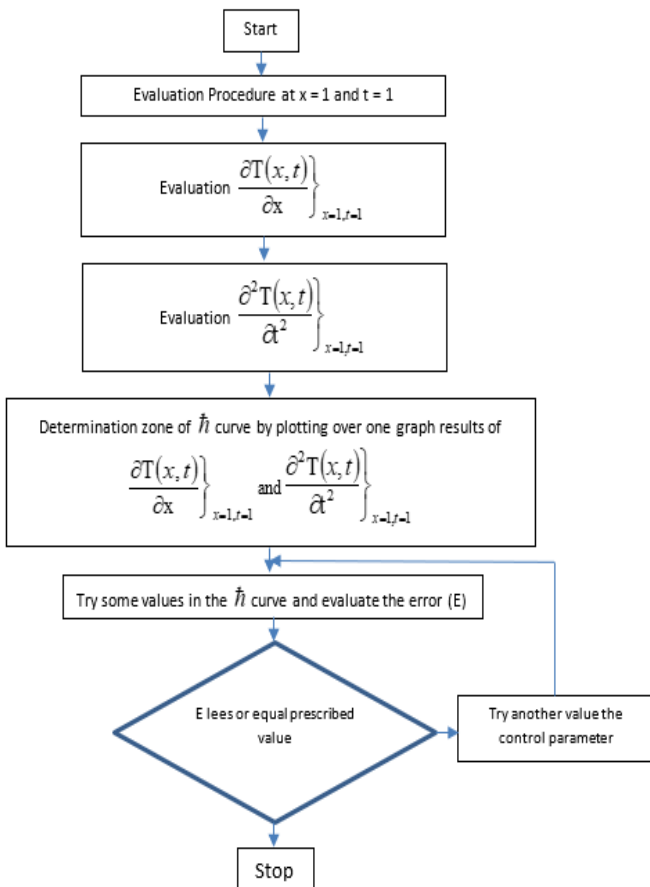 Start
Evaluation Procedure at x = 1 and t = 1
Evaluation ∂T(x, t)/∂x}x=1,t=1
Evaluation ∂²T(x, t)/∂t²}x=1,t=1
Determination zone of ħ curve by plotting over one graph results of
∂T(x, t)/∂x}x=1,t=1 and ∂²T(x, t)/∂t²}x=1,t=1
Try some values in the ħ curve and evaluate the error (E)
E lees or equal prescribed
value
Try another value the
control parameter
Stop